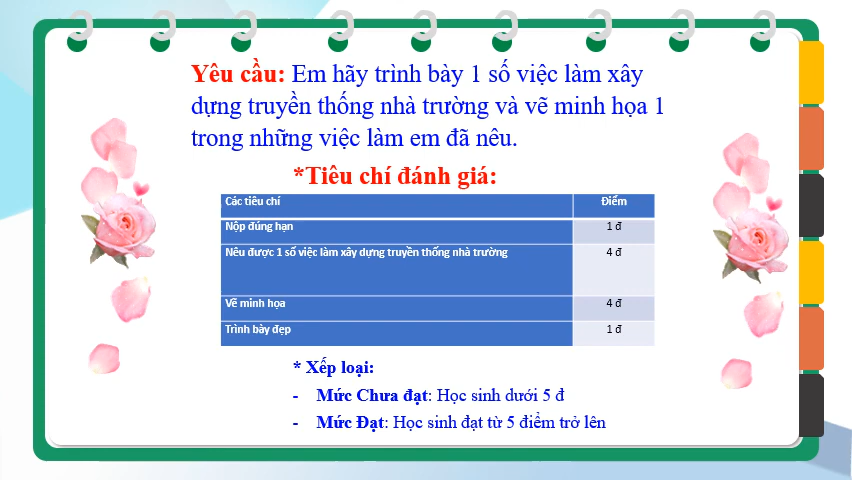 Yêu cầu: Em hãy trình bày 1 số việc làm xây
dựng truyền thống nhà trường và vẽ minh họa 1
trong những việc làm em đã nêu.
*Tiêu chí đánh giá:
Các tiêu chí Điểm
Nộp đúng hạn 1 đ
Nêu được 1 số việc làm xây dựng truyền thống nhà trường 4 đ
Vẽ minh họa 4 đ
Trình bày đẹp 1 đ
* Xếp loại:
- Mức Chưa đạt: Học sinh dưới 5 đ
- Mức Đạt: Học sinh đạt từ 5 điểm trở lên